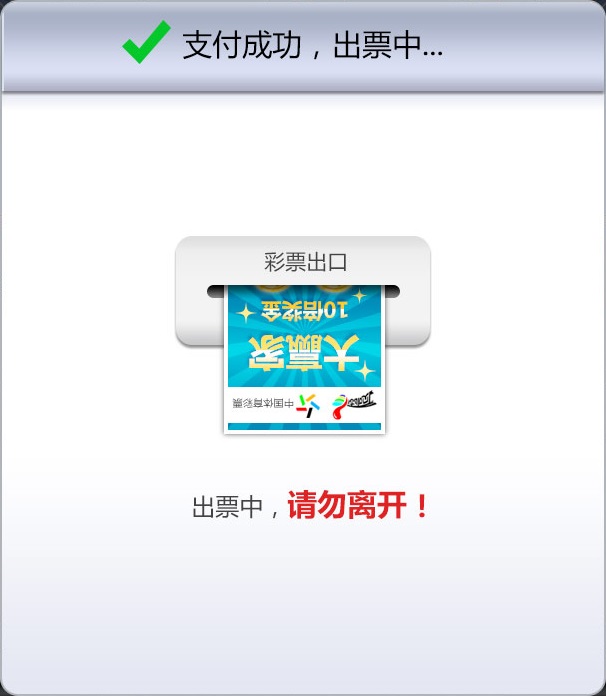 支付成功，出票中...
彩票出口
10倍奖金
大赢家
中国体育彩票
出票中，请勿离开！